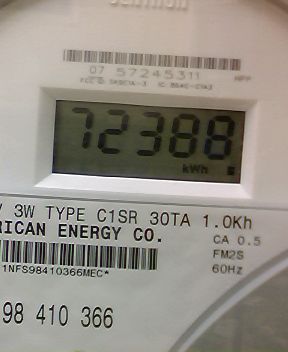 07 57245311
72388
kWh
V 3W TYPE C1SR 30TA 1.0Kh
RICAN ENERGY CO.
CA 0.5
FM2S
60Hz
1NFS98410366MEC*
98 410 366